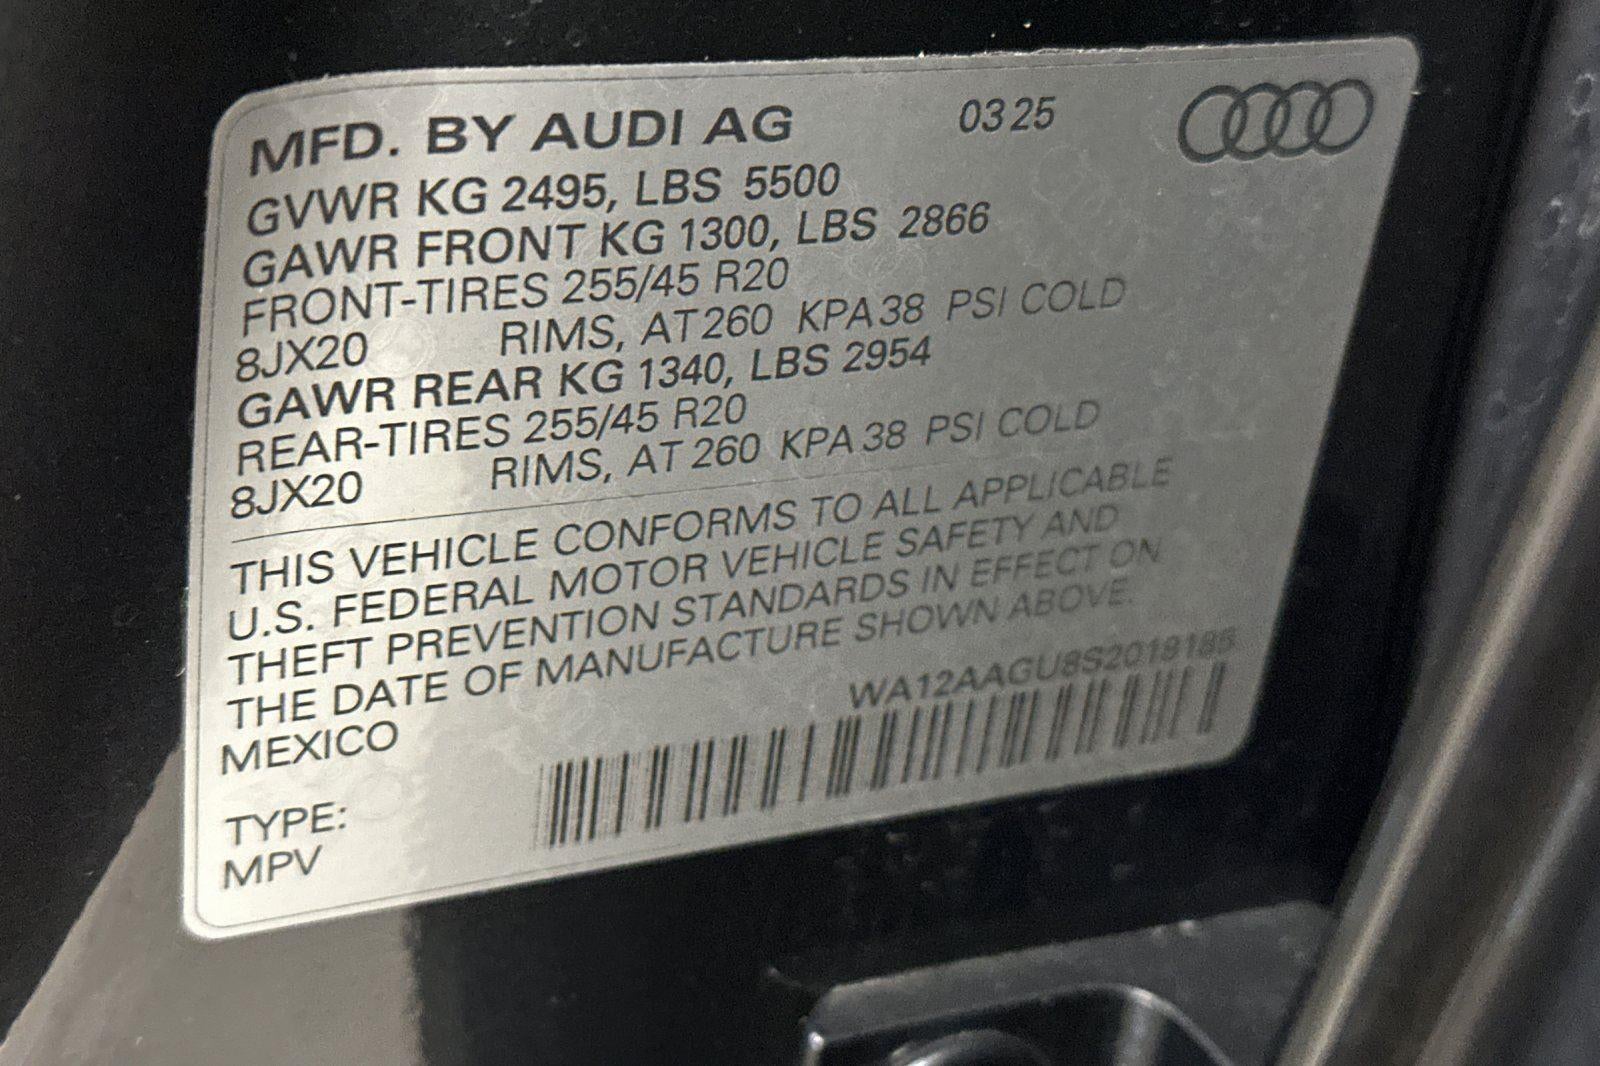 MFD. BY AUDI AG 03 25
GVWR KG 2495, LBS 5500
GAWR FRONT KG 1300, LBS 2866
FRONT-TIRES 255/45 R20
8JX20 RIMS, AT 260 KPA 38 PSI COLD
GAWR REAR KG 1340, LBS 2954
REAR-TIRES 255/45 R20
8JX20 RIMS, AT 260 KPA 38 PSI COLD
THIS VEHICLE CONFORMS TO ALL APPLICABLE
U.S. FEDERAL MOTOR VEHICLE SAFETY AND
THEFT PREVENTION STANDARDS IN EFFECT ON
THE DATE OF MANUFACTURE SHOWN ABOVE.
WA12AAGU8S2018185
MEXICO
TYPE:
MPV